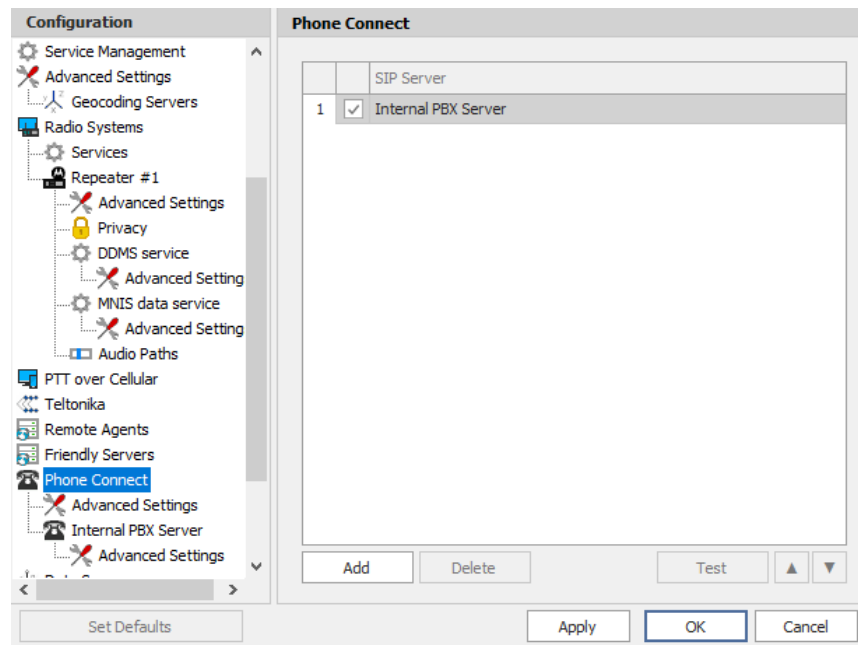 Configuration
Service Management
Advanced Settings
Geocoding Servers
Radio Systems
Services
Repeater #1
Advanced Settings
Privacy
DDMS service
Advanced Setting
MNIS data service
Advanced Setting
Audio Paths
PTT over Cellular
Teltonika
Remote Agents
Friendly Servers
Phone Connect
Advanced Settings
Internal PBX Server
Advanced Settings
Set Defaults
Phone Connect
SIP Server
1 Internal PBX Server
Add Delete Test
Apply OK Cancel